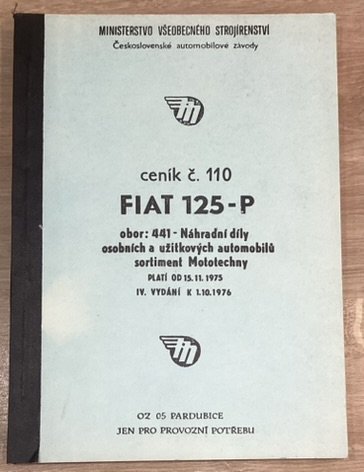 MINISTERSTVO VŠEOBECNÉHO STROJÍRENSTVÍ
Československé automobilové závody
m
ceník č. 110
FIAT 125-P
obor: 441 - Náhradní díly
osobních a užitkových automobilů
sortiment Mototechny
PLATÍ OD 15.11.1975
IV. VYDÁNÍ K 1.10.1976
m
OZ 05 PARDUBICE
JEN PRO PROVOZNÍ POTŘEBU